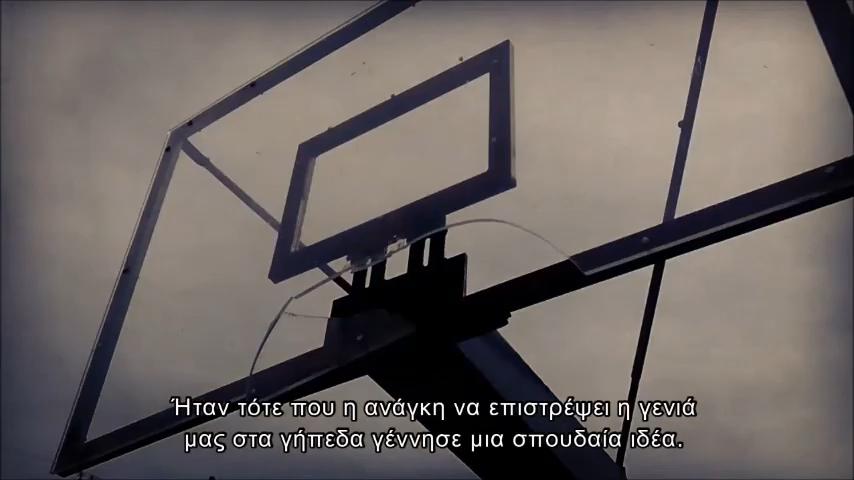 Ήταν τότε που η ανάγκη να επιστρέψει η γενιά
μας στα γήπεδα γέννησε μια σπουδαία ιδέα.